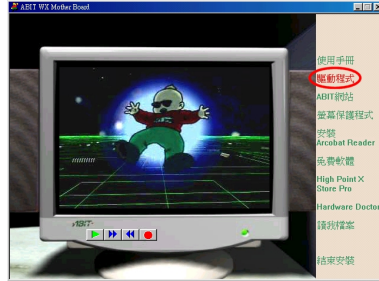 ABIT WX Mother Board
使用手冊
驅動程式
ABIT網站
螢幕保護程式
安裝
Arcobat Reader
免費軟體
High Point X
Store Pro
Hardware Doctor
讀我檔案
結束安裝
ABIT